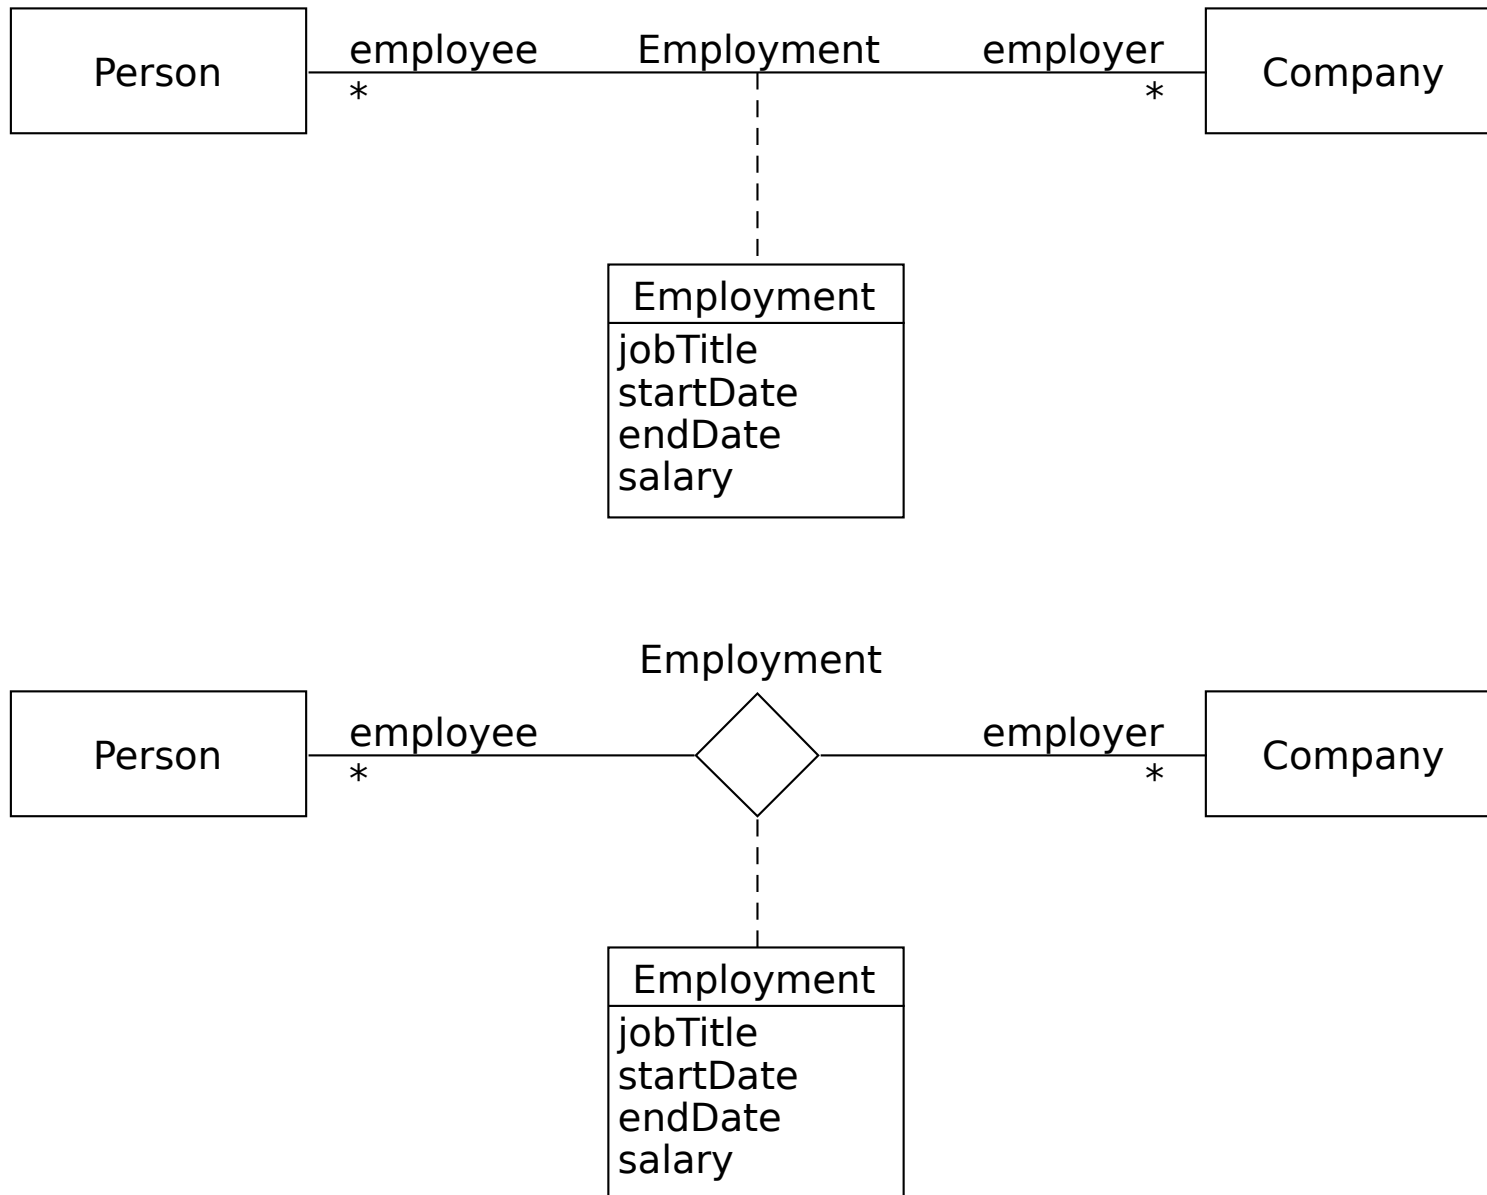 employee Employment employer
Person Company
* *
Employment
jobTitle
startDate
endDate
salary
Employment
employee employer
Person Company
* *
Employment
jobTitle
startDate
endDate
salary